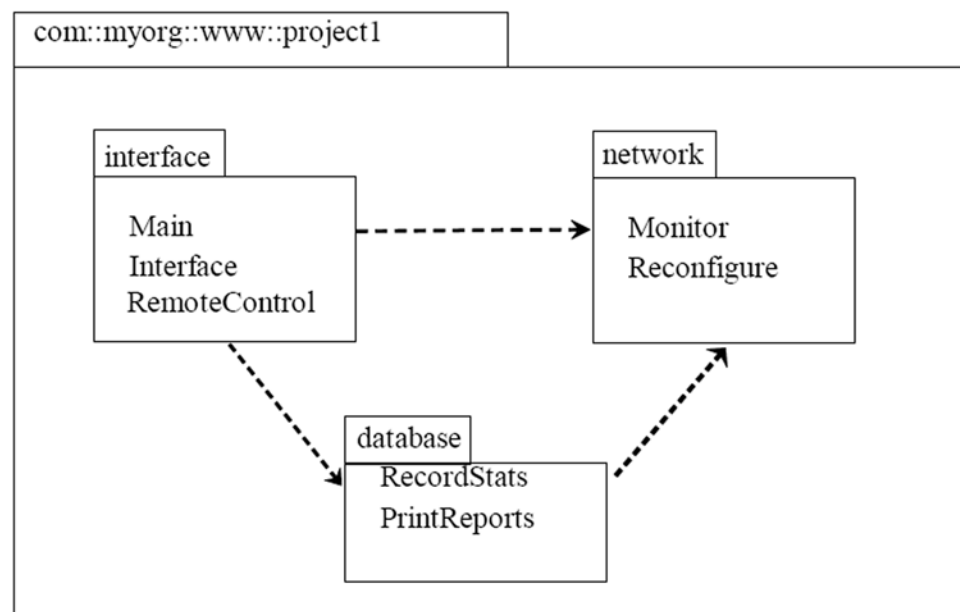 com::myorg::www::project1
interface
Main
Interface
RemoteControl
network
Monitor
Reconfigure
database
RecordStats
PrintReports